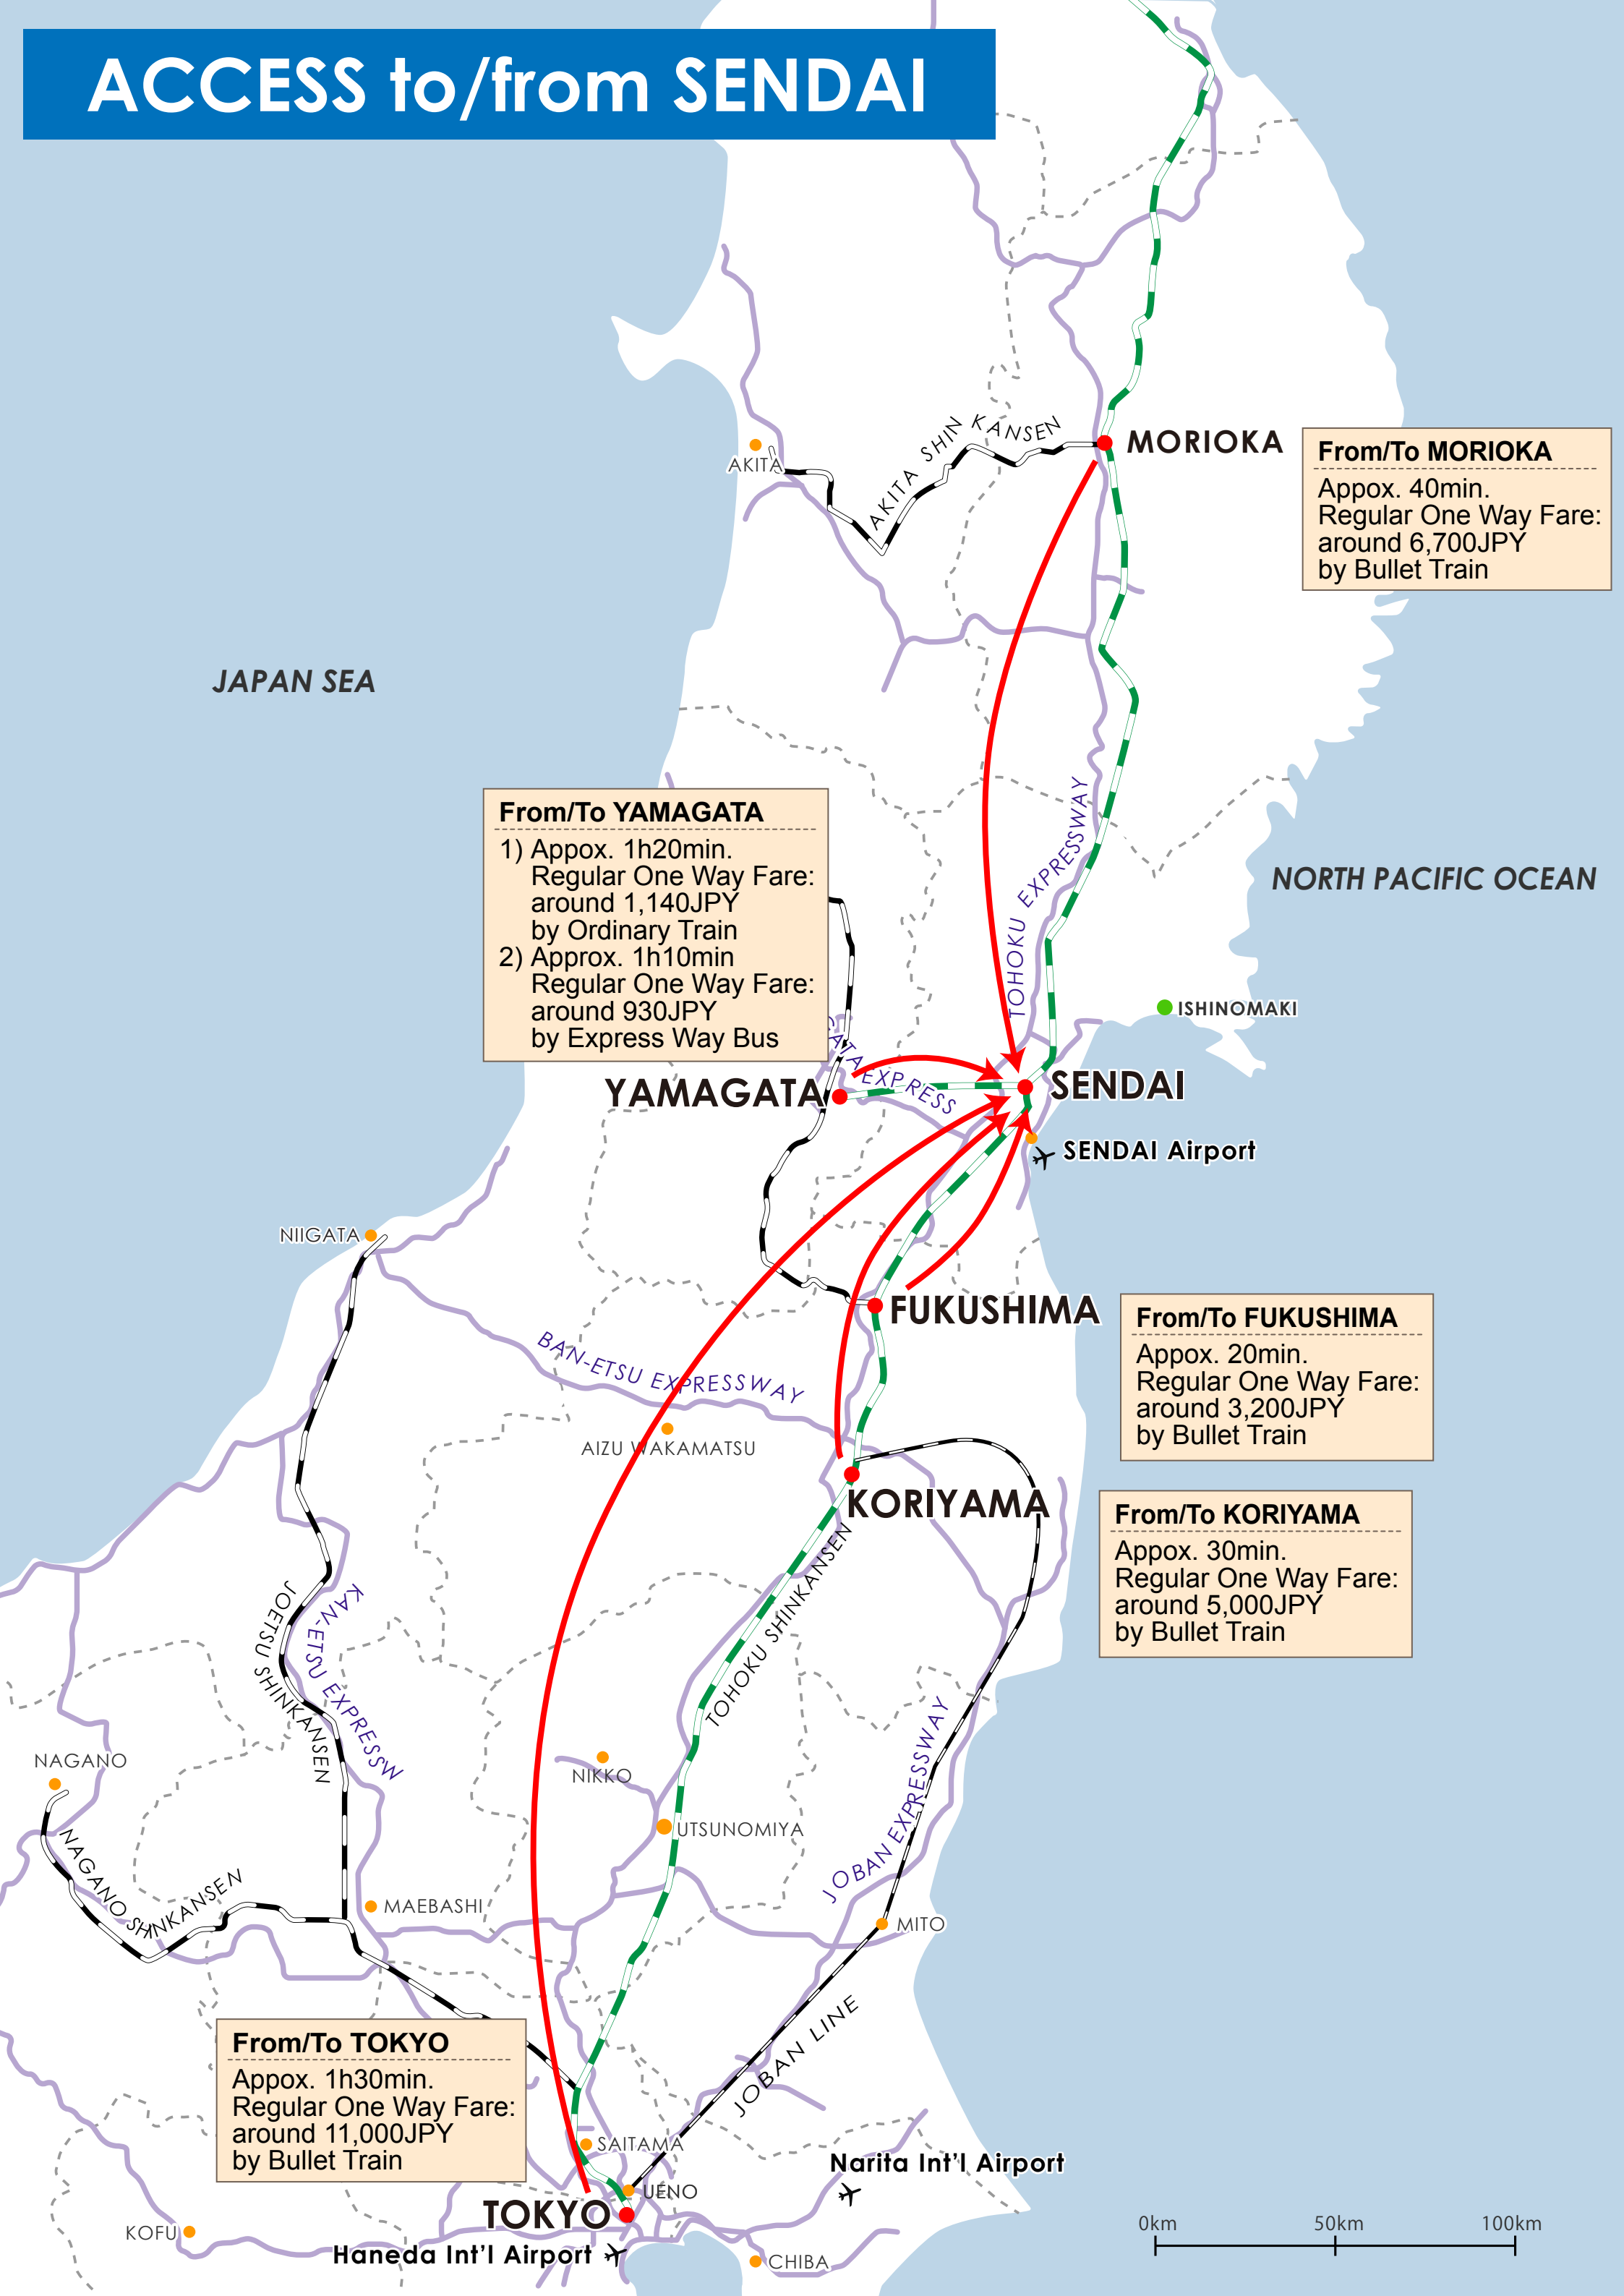 ACCESS to/from SENDAI
AKITA
AKITA SHIN KANSEN
MORIOKA
From/To MORIOKA
Appox. 40min.
Regular One Way Fare:
around 6,700JPY
by Bullet Train
JAPAN SEA
TOHOKU EXPRESSWAY
NORTH PACIFIC OCEAN
From/To YAMAGATA
1) Appox. 1h20min.
Regular One Way Fare:
around 1,140JPY
by Ordinary Train
2) Approx. 1h10min
Regular One Way Fare:
around 930JPY
by Express Way Bus
ISHINOMAKI
GATA EXPRESS
YAMAGATA
SENDAI
SENDAI Airport
NIIGATA
FUKUSHIMA
From/To FUKUSHIMA
Appox. 20min.
Regular One Way Fare:
around 3,200JPY
by Bullet Train
BAN-ETSU EXPRESSWAY
AIZU WAKAMATSU
KORIYAMA
From/To KORIYAMA
Appox. 30min.
Regular One Way Fare:
around 5,000JPY
by Bullet Train
TOHOKU SHINKANSEN
JOETSU SHINKANSEN
KAN-ETSU EXPRESSW
NAGANO
NIKKO
UTSUNOMIYA
JOBAN EXPRESSWAY
NAGANO SHINKANSEN
MAEBASHI
MITO
JOBAN LINE
From/To TOKYO
Appox. 1h30min.
Regular One Way Fare:
around 11,000JPY
by Bullet Train
SAITAMA
Narita Int'l Airport
UENO
TOKYO
KOFU
Haneda Int'l Airport
CHIBA
0km 50km 100km